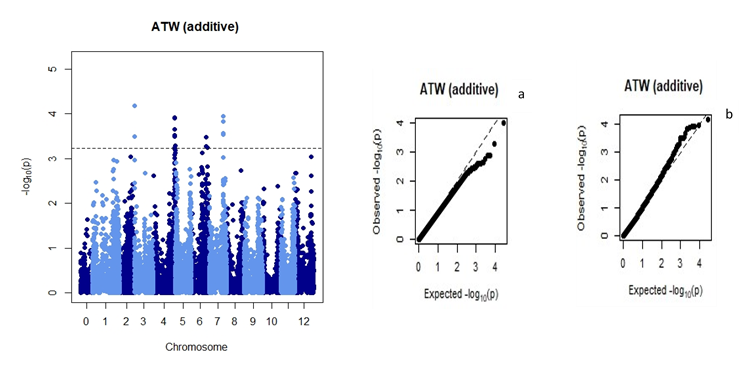 ATW (additive)
5
4
3
2
1
0
-log10(p)
0 1 2 3 4 5 6 7 8 9 10 12
Chromosome
a
ATW (additive)
Observed -log10(p)
4
3
2
1
0
0 1 2 3 4
Expected -log10(p)
b
ATW (additive)
Observed -log10(p)
4
3
2
1
0
0 1 2 3 4
Expected -log10(p)